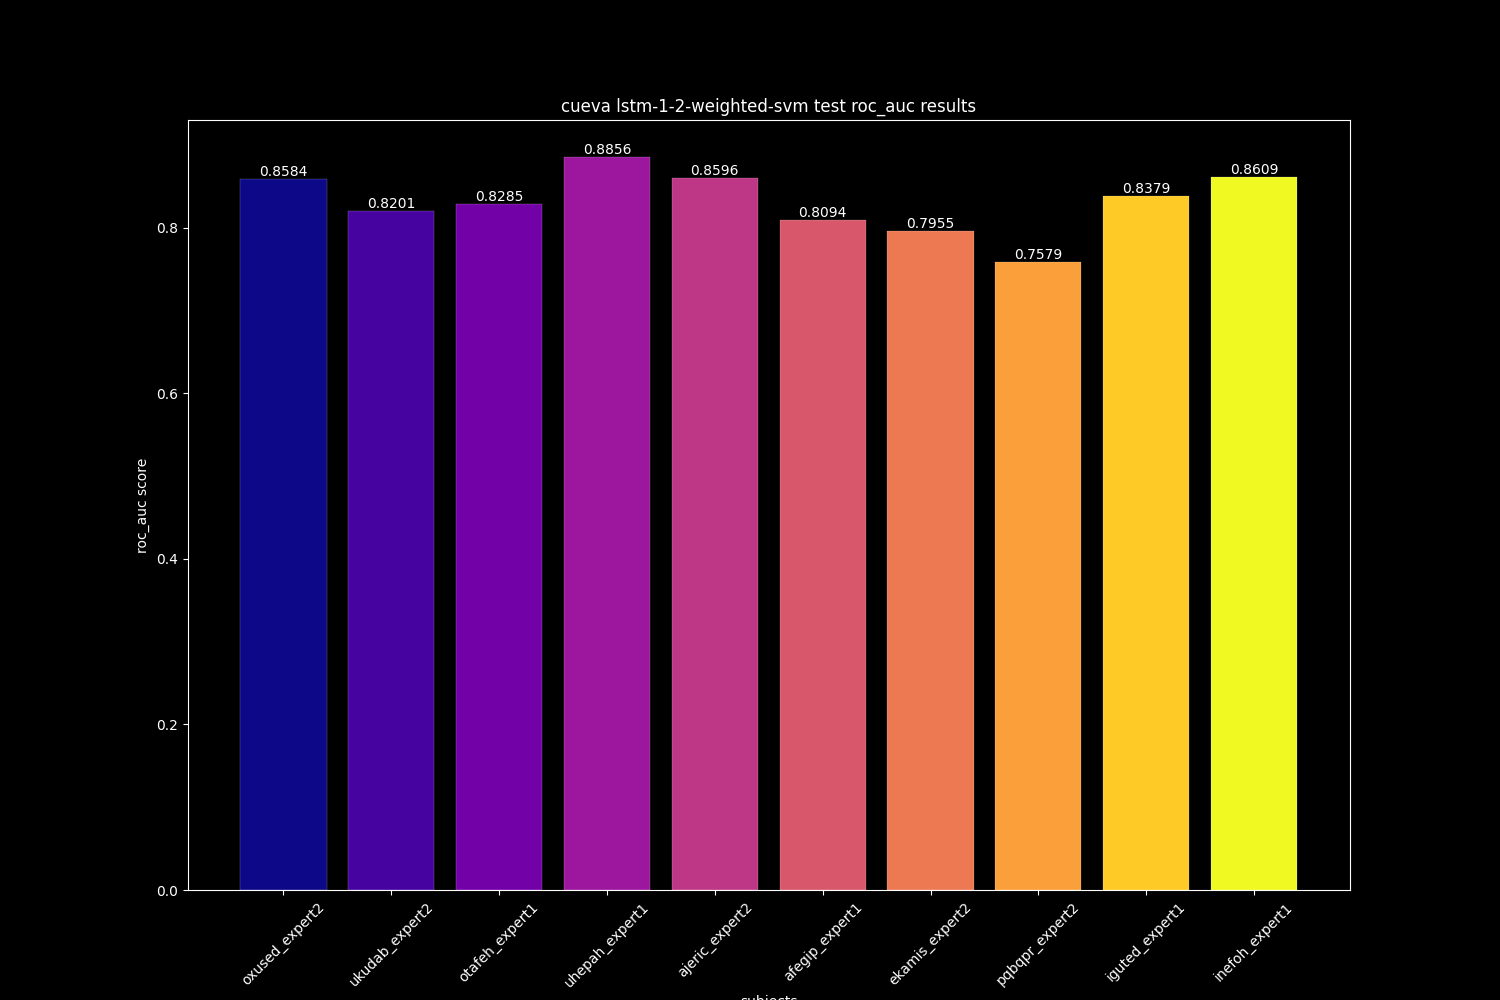 cueva lstm-1-2-weighted-svm test roc_auc results
0.8584
0.8201
0.8285
0.8856
0.8596
0.8094
0.7955
0.7579
0.8379
0.8609
roc_auc score
0.8
0.6
0.4
0.2
0.0
oxused_expert2
ukudab_expert2
otafeh_expert1
uhepah_expert1
ajeric_expert2
afegip_expert1
ekamis_expert2
pqbqpr_expert2
iguted_expert1
inefoh_expert1
subjects